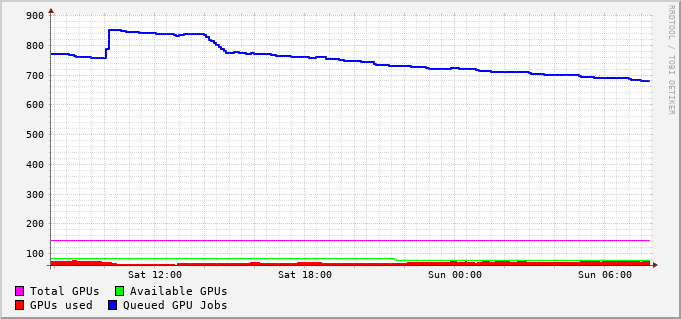 900
800
700
600
500
400
300
200
100
Sat 12:00 Sat 18:00 Sun 00:00 Sun 06:00
Total GPUs Available GPUs
GPUs used Queued GPU Jobs
RRDTOOL / TOBI OETIKER